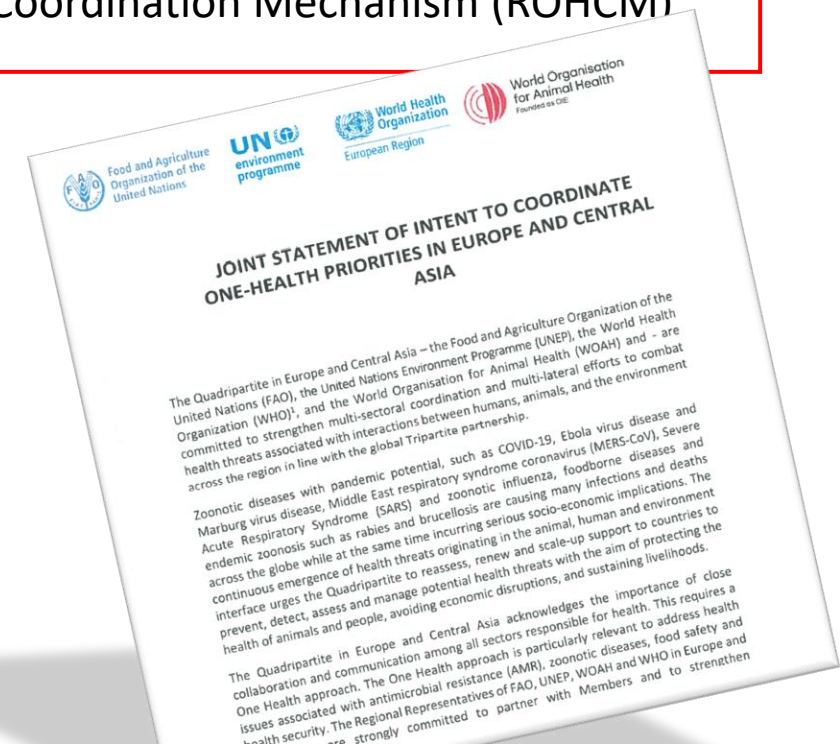 Coordination Mechanism (ROHCM)
Food and Agriculture
Organization of the
United Nations
UN
environment
programme
World Health
Organization
European Region
World Organisation
for Animal Health
Founded as OIE
JOINT STATEMENT OF INTENT TO COORDINATE
ONE-HEALTH PRIORITIES IN EUROPE AND CENTRAL
ASIA
The Quadripartite in Europe and Central Asia – the Food and Agriculture Organization of the
United Nations (FAO), the United Nations Environment Programme (UNEP), the World Health
Organization (WHO)¹, and the World Organisation for Animal Health (WOAH) and - are
committed to strengthen multi-sectoral coordination and multi-lateral efforts to combat
health threats associated with interactions between humans, animals, and the environment
across the region in line with the global Tripartite partnership.
Zoonotic diseases with pandemic potential, such as COVID-19, Ebola virus disease and
Marburg virus disease, Middle East respiratory syndrome coronavirus (MERS-CoV), Severe
Acute Respiratory Syndrome (SARS) and zoonotic influenza, foodborne diseases and
endemic zoonosis such as rabies and brucellosis are causing many infections and deaths
across the globe while at the same time incurring serious socio-economic implications. The
continuous emergence of health threats originating in the animal, human and environment
interface urges the Quadripartite to reassess, renew and scale-up support to countries to
prevent, detect, assess and manage potential health threats with the aim of protecting the
health of animals and people, avoiding economic disruptions, and sustaining livelihoods.
The Quadripartite in Europe and Central Asia acknowledges the importance of close
collaboration and communication among all sectors responsible for health. This requires a
One Health approach. The One Health approach is particularly relevant to address health
issues associated with antimicrobial resistance (AMR), zoonotic diseases, food safety and
health security. The Regional Representatives of FAO, UNEP, WOAH and WHO in Europe and
strongly committed to partner with Members and to strengthen